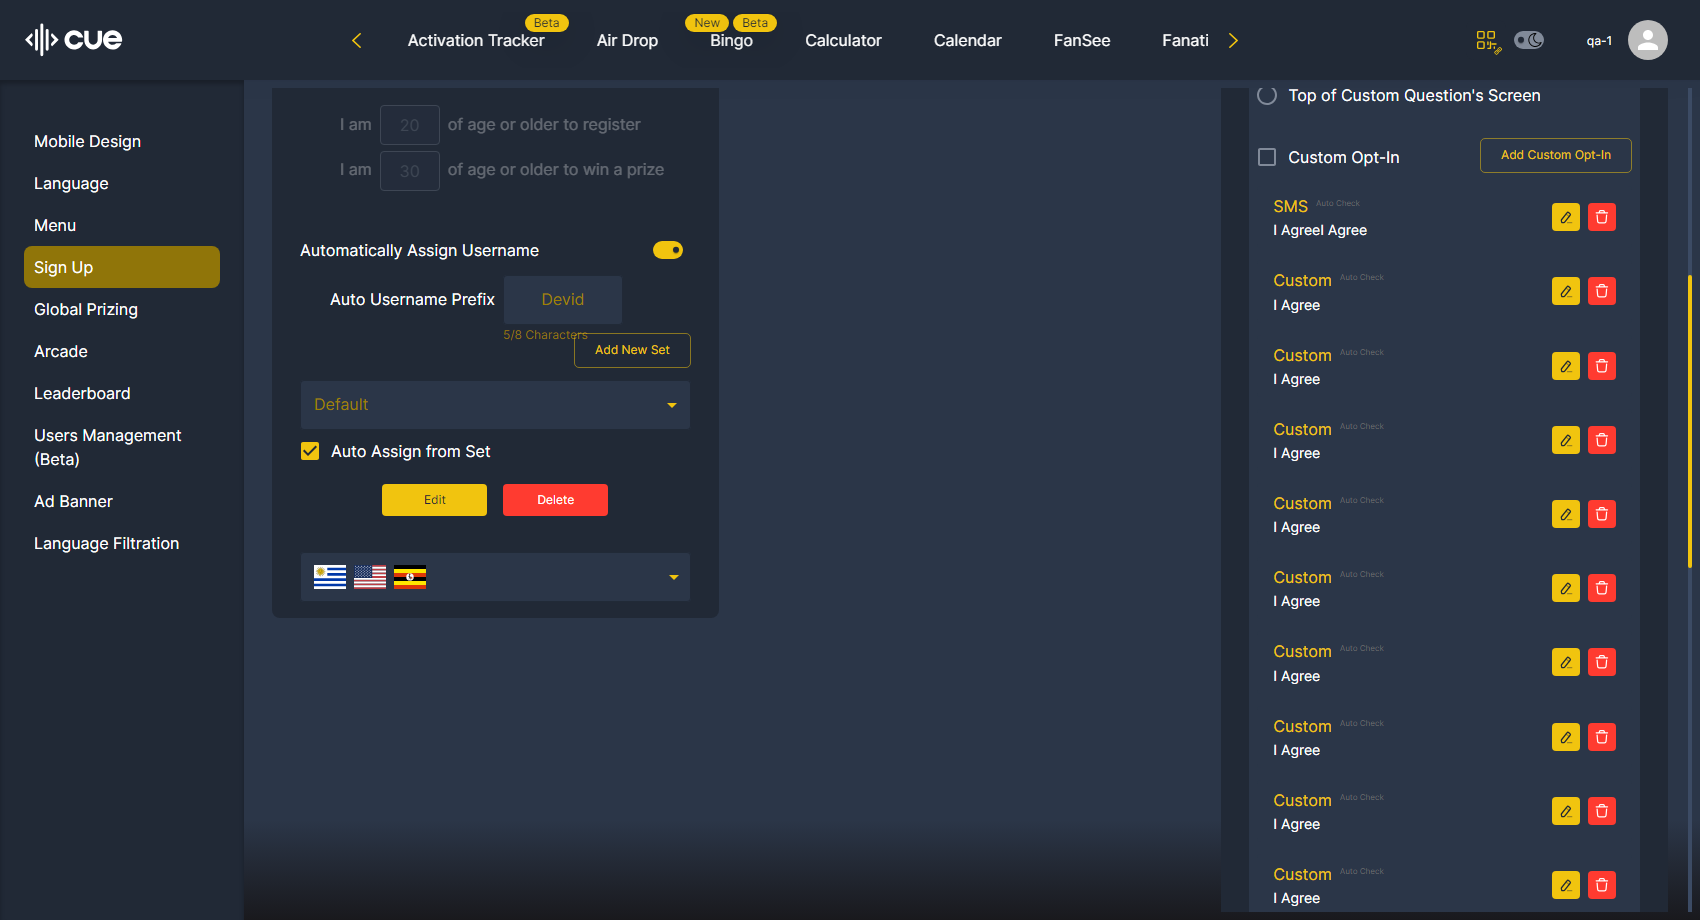 cue
Activation Tracker
Beta
Air Drop
New
Beta
Bingo
Calculator
Calendar
FanSee
Fanati
qa-1
Mobile Design
Language
Menu
Sign Up
Global Prizing
Arcade
Leaderboard
Users Management
(Beta)
Ad Banner
Language Filtration
I am 20 of age or older to register
I am 30 of age or older to win a prize
Automatically Assign Username
Auto Username Prefix Devid
5/8 Characters
Add New Set
Default
Auto Assign from Set
Edit Delete
Top of Custom Question's Screen
Custom Opt-In Add Custom Opt-In
SMS Auto Check
I AgreeI Agree
Custom Auto Check
I Agree
Custom Auto Check
I Agree
Custom Auto Check
I Agree
Custom Auto Check
I Agree
Custom Auto Check
I Agree
Custom Auto Check
I Agree
Custom Auto Check
I Agree
Custom Auto Check
I Agree
Custom Auto Check
I Agree